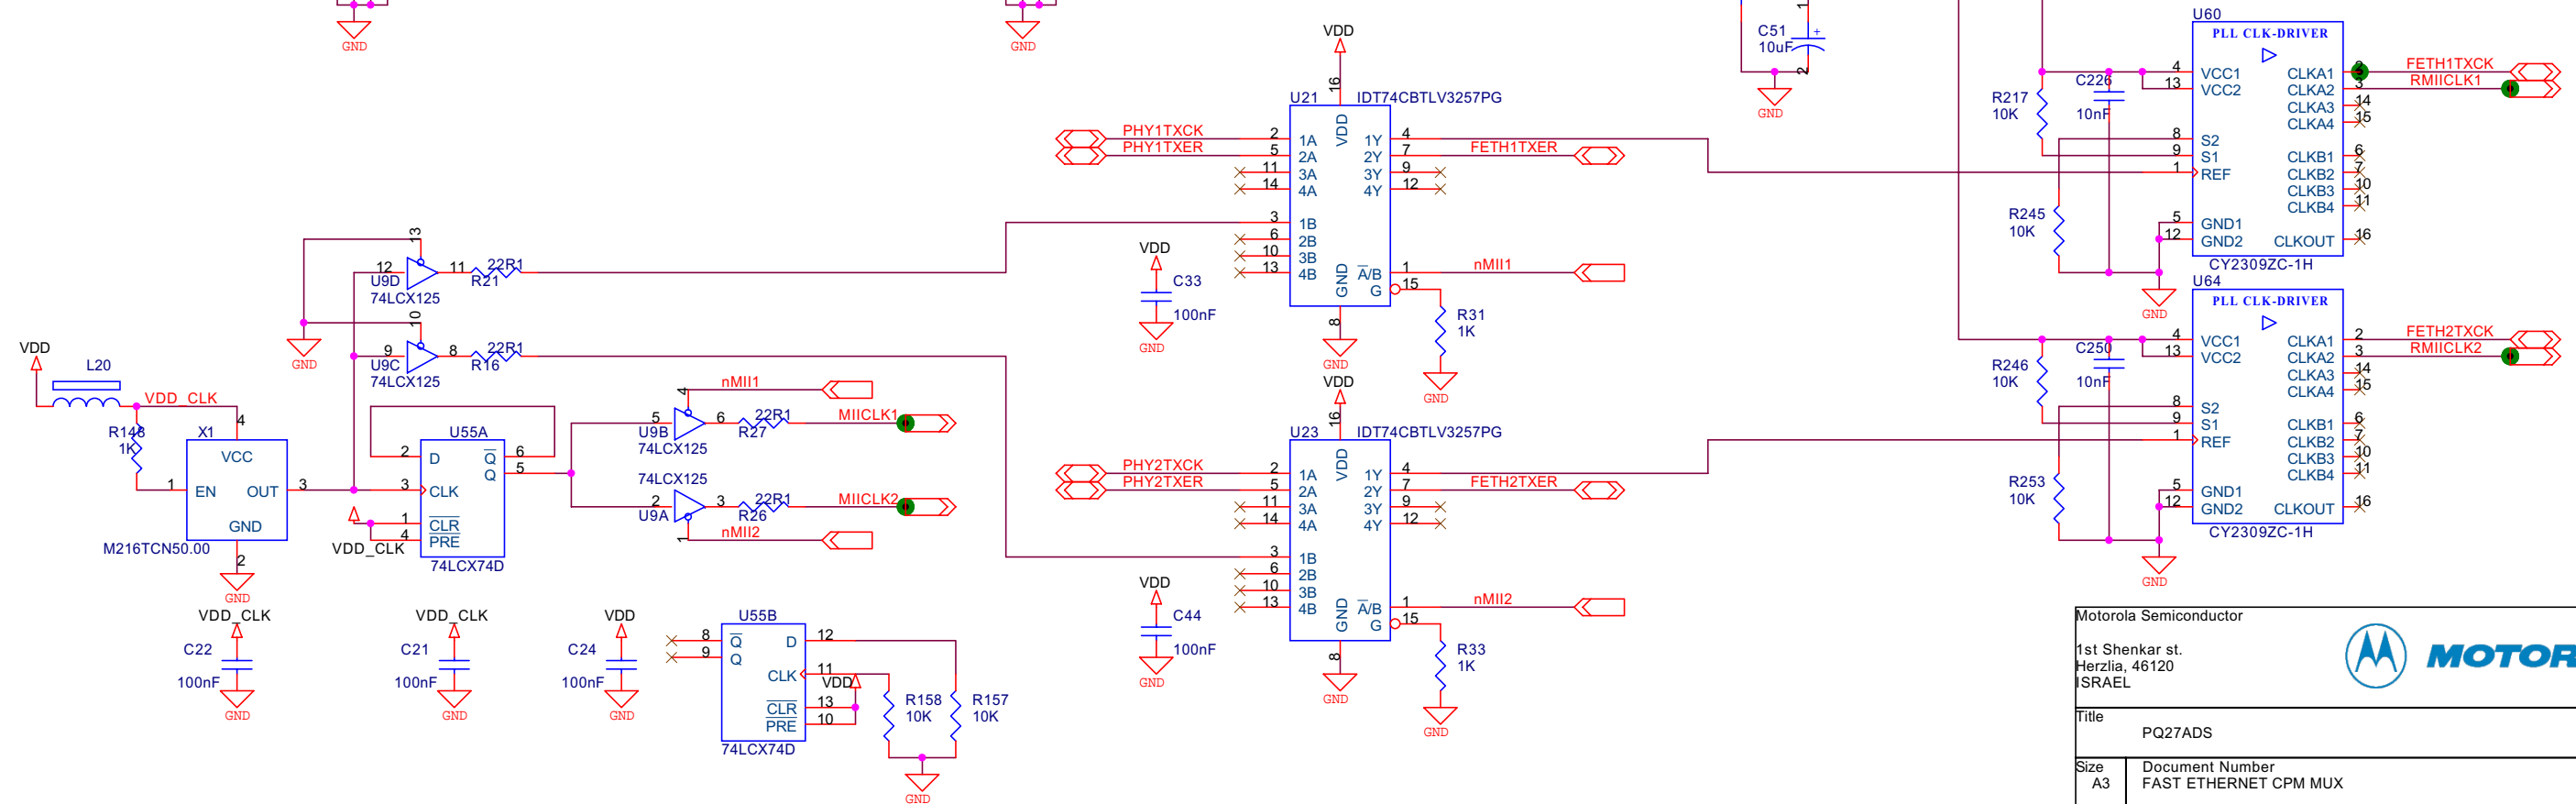 GND
GND
VDD
16
U21
IDT74CBTLV3257PG
VDD
PHY1TXCK
2
1A
1Y
4
PHY1TXER
5
2A
2Y
7
FETH1TXER
11
3A
3Y
9
14
4A
4Y
12
3
1B
6
2B
10
3B
13
4B
GND
A/B
1
nMII1
G
15
8
GND
R31
1K
GND
VDD
C33
100nF
GND
C51
10uF
+
1
2
GND
U60
PLL CLK-DRIVER
4
VCC1
CLKA1
2
FETH1TXCK
13
VCC2
CLKA2
3
RMIICLK1
CLKA3
14
CLKA4
15
8
S2
9
S1
CLKB1
6
1
REF
CLKB2
7
CLKB3
10
CLKB4
11
5
GND1
12
GND2
CLKOUT
16
CY2309ZC-1H
R217
10K
C226
10nF
R245
10K
GND
U64
PLL CLK-DRIVER
4
VCC1
CLKA1
2
FETH2TXCK
13
VCC2
CLKA2
3
RMIICLK2
CLKA3
14
CLKA4
15
8
S2
9
S1
CLKB1
6
1
REF
CLKB2
7
CLKB3
10
CLKB4
11
5
GND1
12
GND2
CLKOUT
16
CY2309ZC-1H
R246
10K
C250
10nF
R253
10K
GND
13
12
U9D
11
22R1
R21
74LCX125
10
9
U9C
8
22R1
R16
74LCX125
GND
VDD
L20
VDD_CLK
R148
1K
X1
4
VCC
1
EN
OUT
3
GND
2
M216TCN50.00
GND
U55A
2
D
Q
6
Q
5
3
CLK
1
CLR
4
PRE
VDD_CLK
74LCX74D
4
nMII1
5
U9B
6
22R1
R27
MIICLK1
74LCX125
74LCX125
2
U9A
3
22R1
R26
MIICLK2
1
nMII2
VDD
16
U23
IDT74CBTLV3257PG
VDD
PHY2TXCK
2
1A
1Y
4
PHY2TXER
5
2A
2Y
7
FETH2TXER
11
3A
3Y
9
14
4A
4Y
12
3
1B
6
2B
10
3B
13
4B
GND
A/B
1
nMII2
G
15
8
GND
R33
1K
GND
VDD
C44
100nF
GND
VDD_CLK
C22
100nF
GND
VDD_CLK
C21
100nF
GND
VDD
C24
100nF
GND
U55B
8
Q
D
12
9
Q
CLK
11
VDD
CLR
13
PRE
10
74LCX74D
R158
10K
R157
10K
GND
Motorola Semiconductor
1st Shenkar st.
Herzlia, 46120
ISRAEL
MOTOR
Title
PQ27ADS
Size
A3
Document Number
FAST ETHERNET CPM MUX